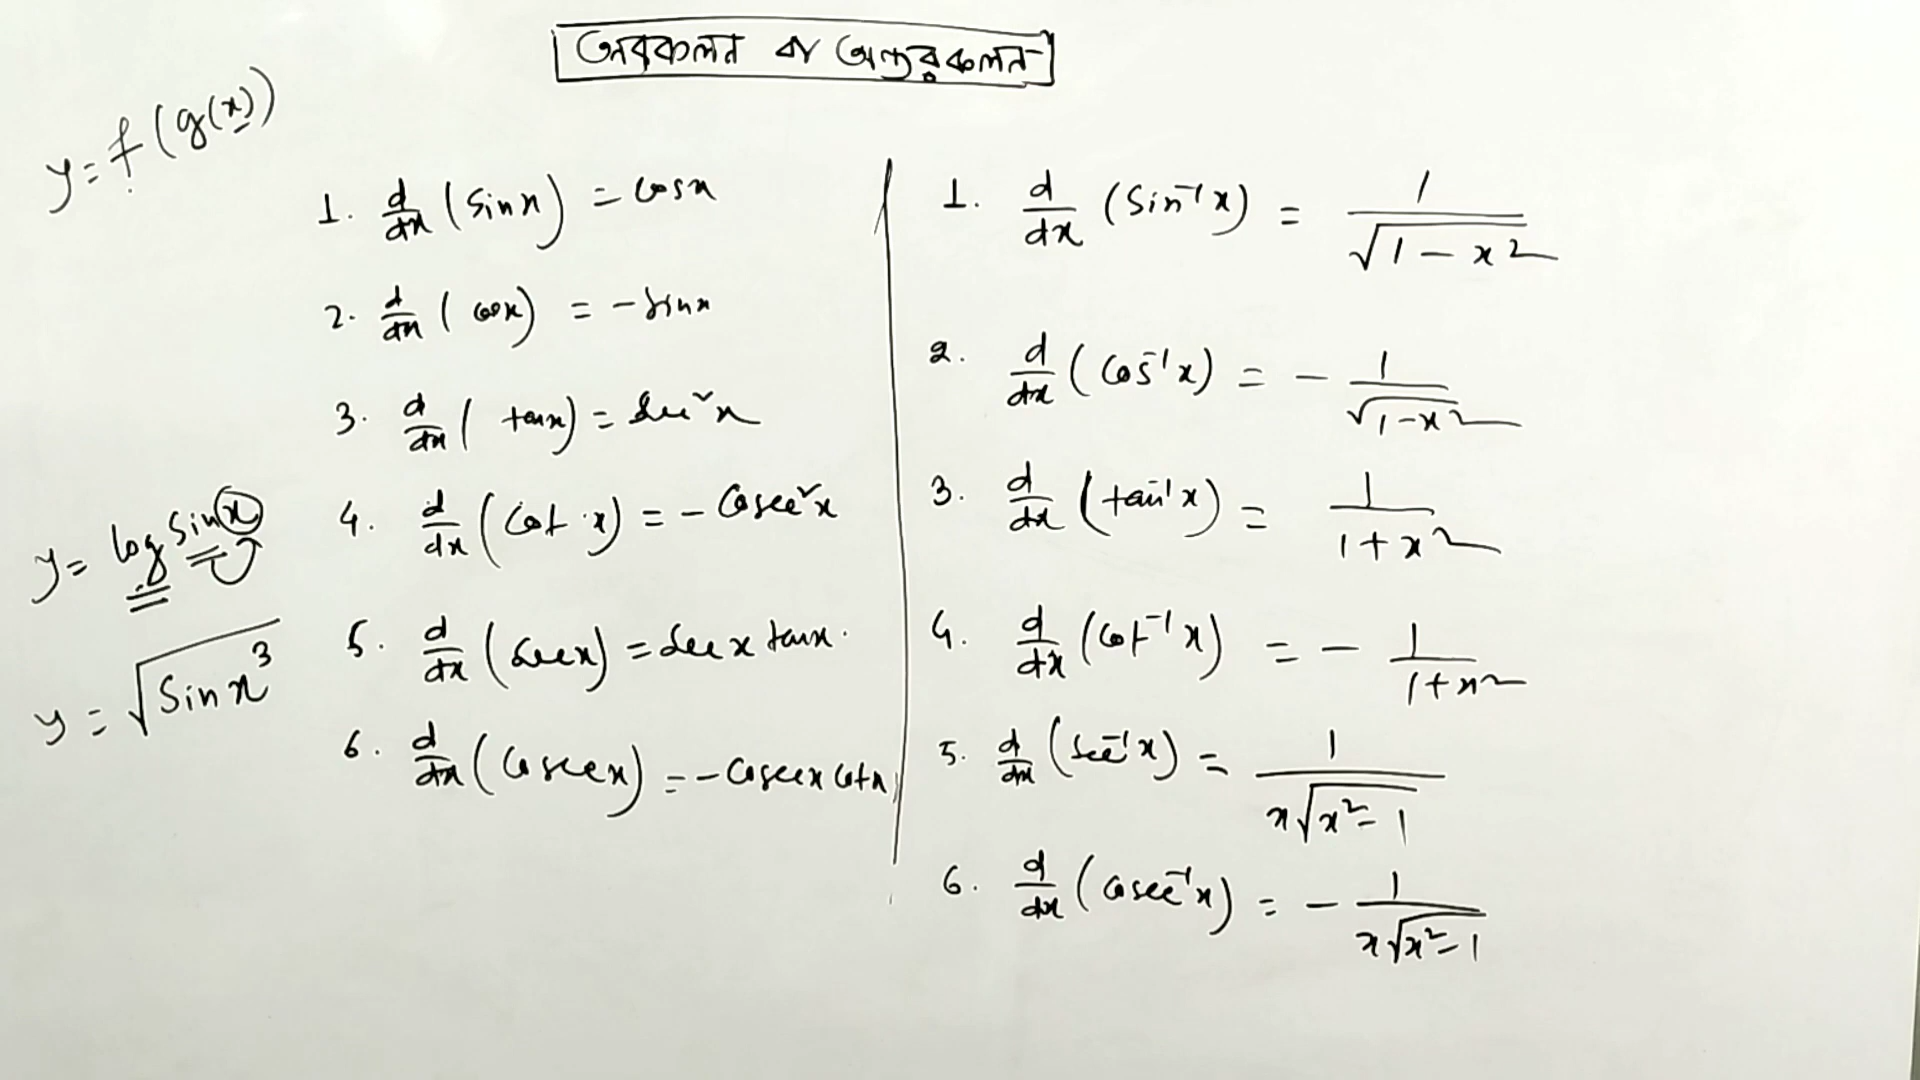 অবকলন বা অন্তরকলন
y = f(g(x))
1. d/dx (sin x) = cos x
2. d/dx (cos x) = - sin x
3. d/dx (tan x) = sec²x
4. d/dx (cot x) = - cosec²x
5. d/dx (sec x) = sec x tan x.
6. d/dx (cosec x) = - cosec x cot x
y = log sin x
y = √sin x³
1. d/dx (sin⁻¹x) = 1/√1 - x²
2. d/dx (cos⁻¹x) = - 1/√1-x²
3. d/dx (tan⁻¹x) = 1/1+x²
4. d/dx (cot⁻¹x) = - 1/1+x²
5. d/dx (sec⁻¹x) = 1/x√x²-1
6. d/dx (cosec⁻¹x) = - 1/x√x²-1